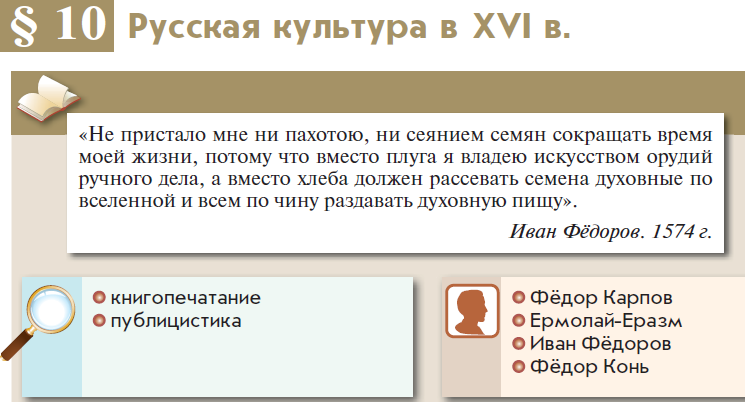 § 10 Русская культура в XVI в.
«Не пристало мне ни пахотою, ни сеянием семян сокращать время
моей жизни, потому что вместо плуга я владею искусством орудий
ручного дела, а вместо хлеба должен рассевать семена духовные по
вселенной и всем по чину раздавать духовную пищу».
Иван Фёдоров. 1574 г.
книгопечатание
публицистика
Фёдор Карпов
Ермолай-Еразм
Иван Фёдоров
Фёдор Конь